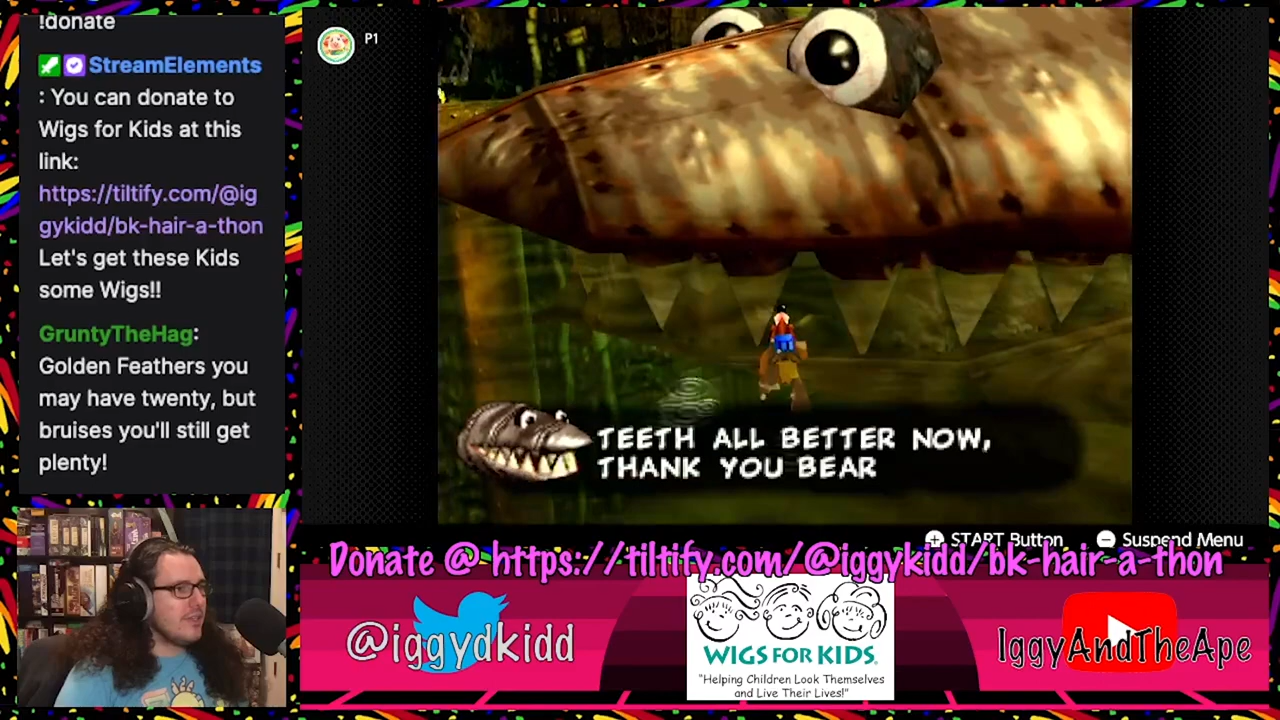 !donate
StreamElements
: You can donate to
Wigs for Kids at this
link:
https://tiltify.com/@ig
gykidd/bk-hair-a-thon
Let's get these Kids
some Wigs!!
GruntyTheHag:
Golden Feathers you
may have twenty, but
bruises you'll still get
plenty!
P1
TEETH ALL BETTER NOW,
THANK YOU BEAR
START Button
Suspend Menu
Donate @ https://tiltify.com/@iggykidd/bk-hair-a-thon
@iggydkidd
WIGS FOR KIDS®
"Helping Children Look Themselves
and Live Their Lives!"
IggyAndTheApe